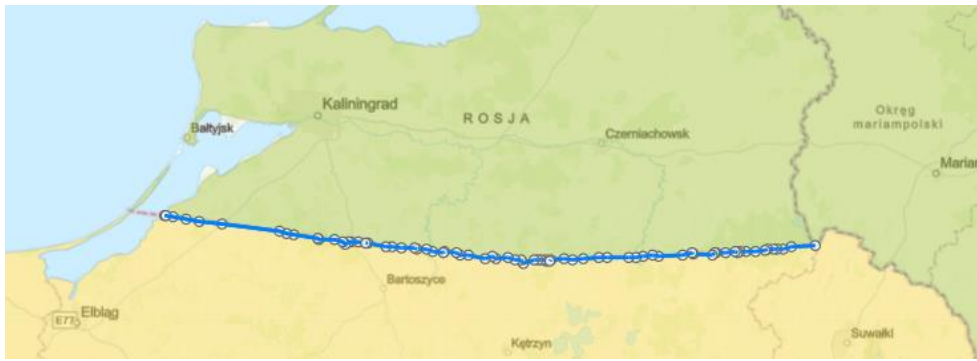 Kaliningrad
ROSJA
Bałtyjsk
Czerniachowsk
Okręg
mariampolski
Mariam
Bartoszyce
E77
Elbląg
Kętrzyn
Suwałki